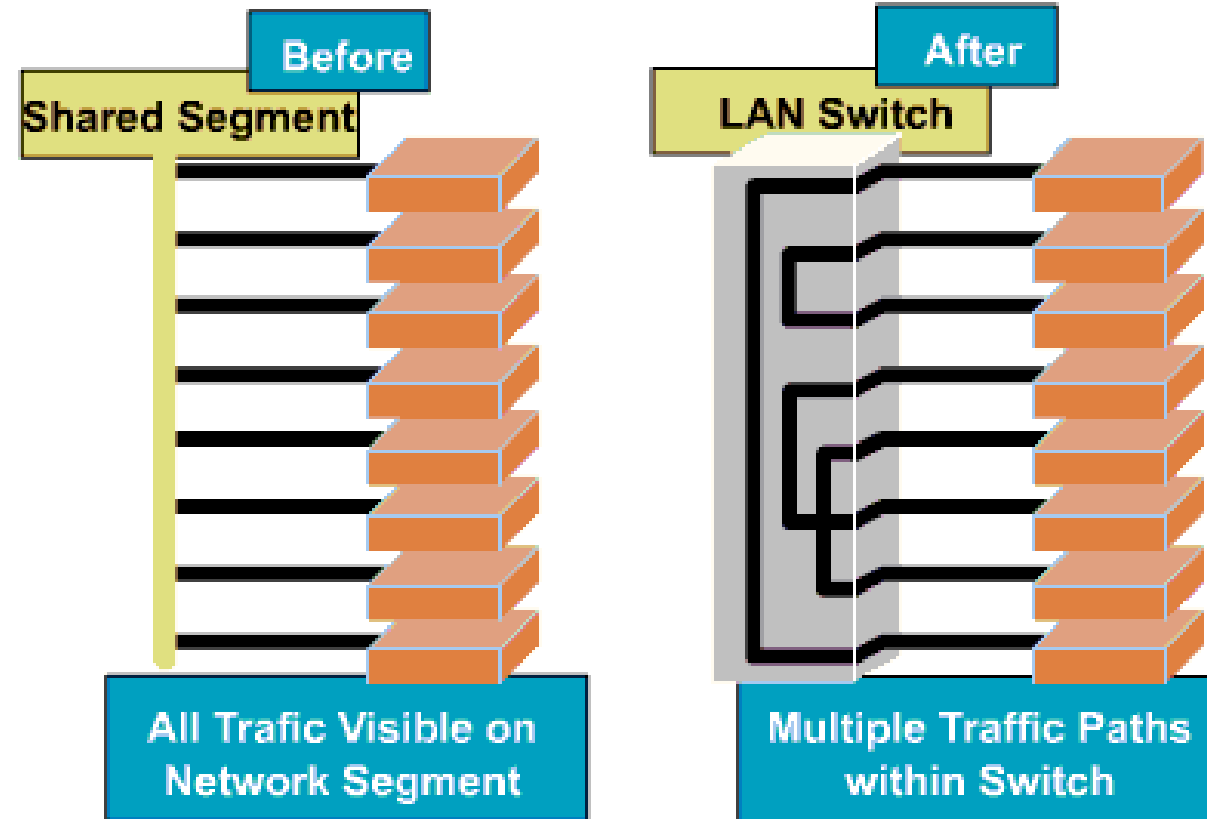 Before
Shared Segment
All Trafic Visible on
Network Segment
After
LAN Switch
Multiple Traffic Paths
within Switch